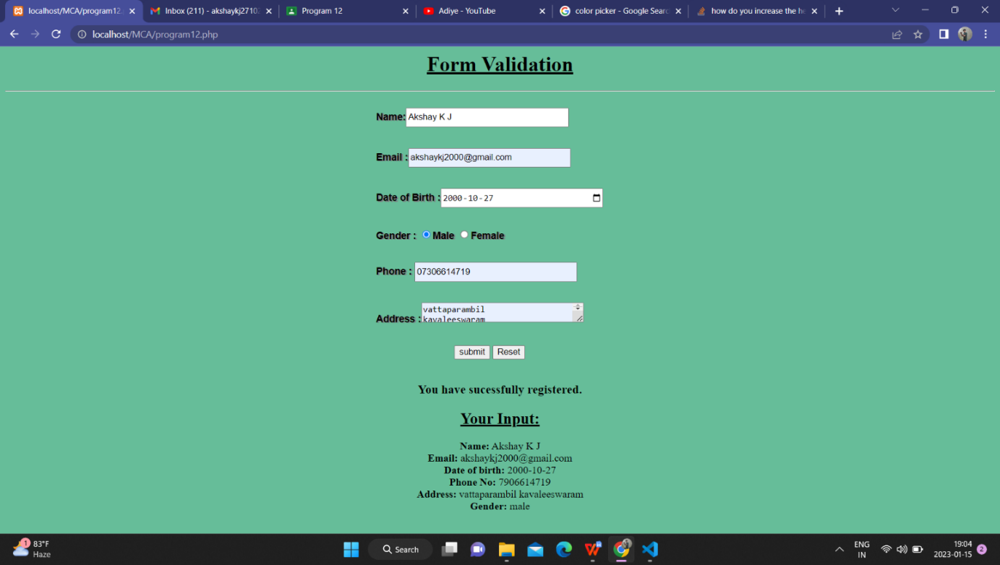 localhost/MCA/program12.
Inbox (211) - akshaykj2710
Program 12
Adiye - YouTube
color picker - Google Searc
how do you increase the he
localhost/MCA/program12.php
Form Validation
Name: Akshay K J
Email : akshaykj2000@gmail.com
Date of Birth : 2000-10-27
Gender : Male Female
Phone : 07306614719
Address : vattaparambil
kavaleeswaram
submit Reset
You have sucessfully registered.
Your Input:
Name: Akshay K J
Email: akshaykj2000@gmail.com
Date of birth: 2000-10-27
Phone No: 7906614719
Address: vattaparambil kavaleeswaram
Gender: male
1 83°F
Haze
Search
ENG
IN
19:04
2023-01-15 2